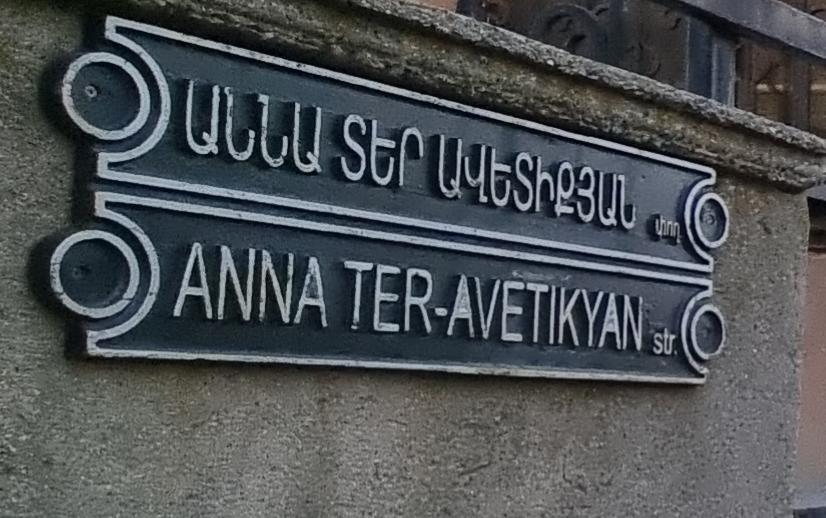 ԱՆՆԱ ՏԵՐ ԱՎԵՏԻՔՅԱՆ փող.
ANNA TER-AVETIKYAN str.